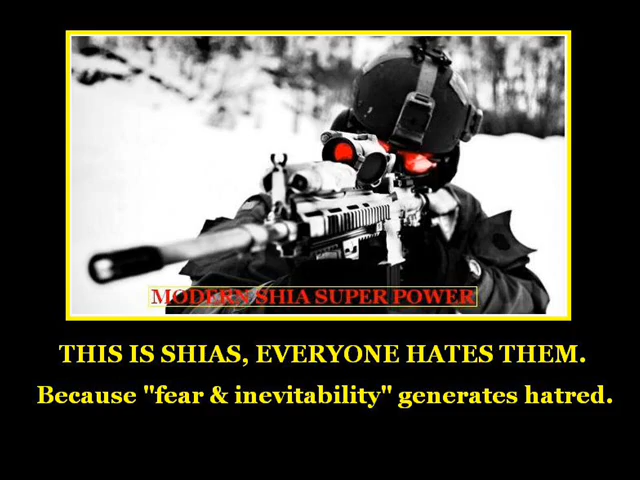 MODERN SHIA SUPER POWER
THIS IS SHIAS, EVERYONE HATES THEM.
Because "fear & inevitability" generates hatred.